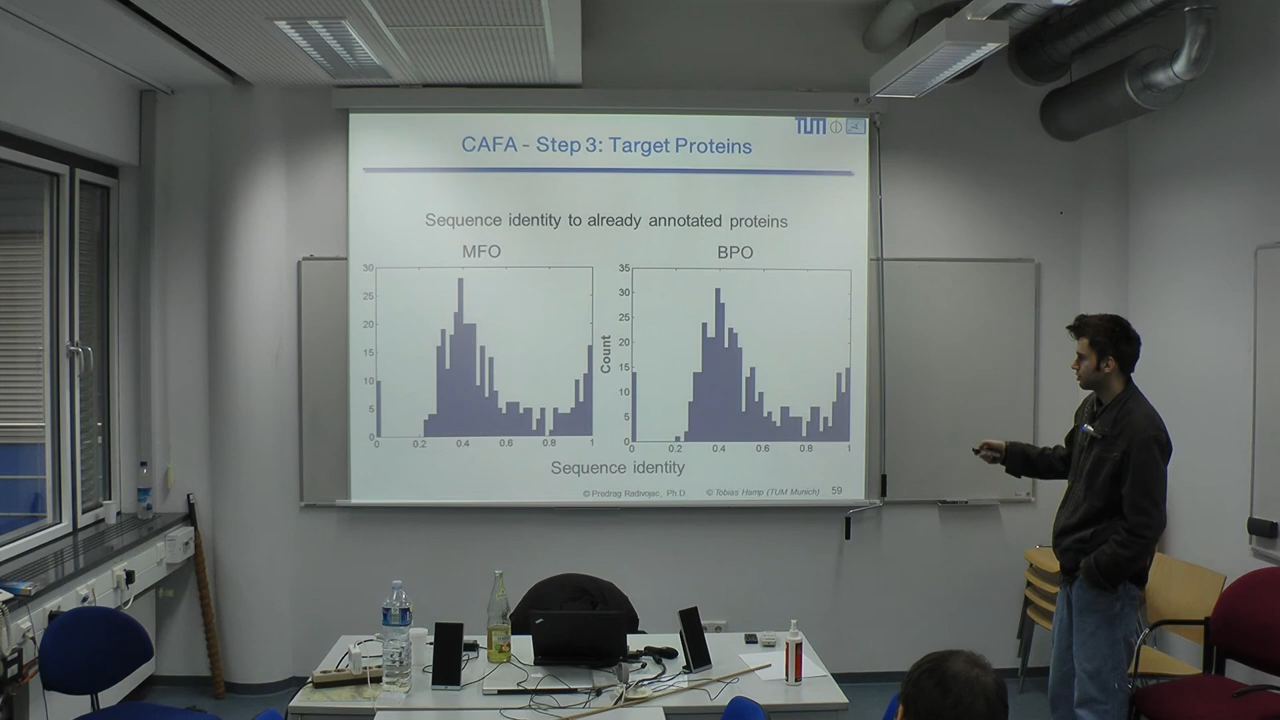 TUM
CAFA - Step 3: Target Proteins
Sequence identity to already annotated proteins
MFO
BPO
30
25
20
15
10
5
0
0 0.2 0.4 0.6 0.8 1
Count
35
30
25
20
15
10
5
0
0 0.2 0.4 0.6 0.8 1
Sequence identity
© Predrag Radivojac, Ph.D.
© Tobias Hamp (TUM Munich)
59